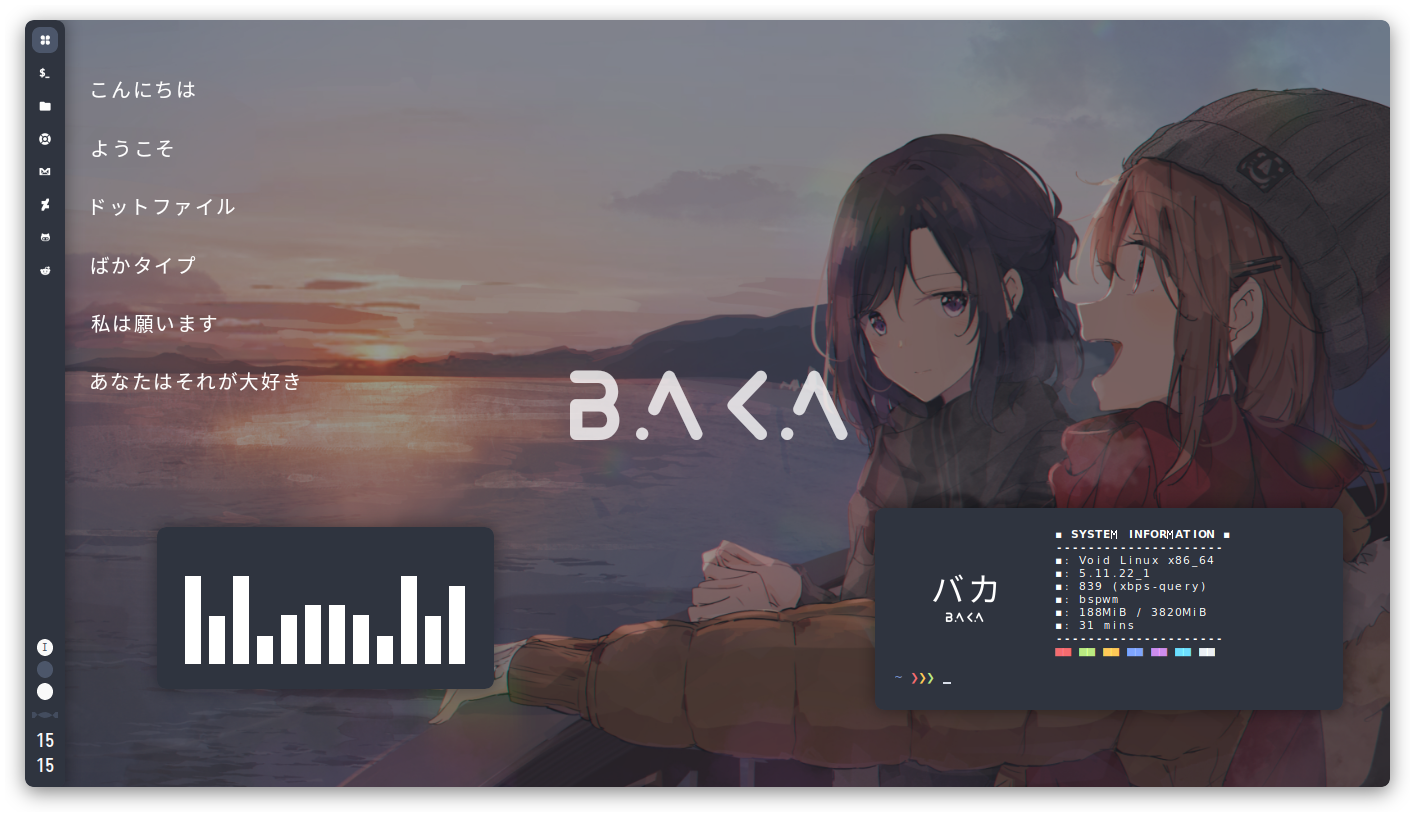 $_
こんにちは
ようこそ
ドットファイル
ばかタイプ
私は願います
あなたはそれが大好き
BAKA
バカ
BAKA
■ SYSTEM INFORMATION ■
---------------------
■: Void Linux x86_64
■: 5.11.22_1
■: 839 (xbps-query)
■: bspwm
■: 188MiB / 3820MiB
■: 31 mins
---------------------
~ ❯❯❯ _
I
15
15